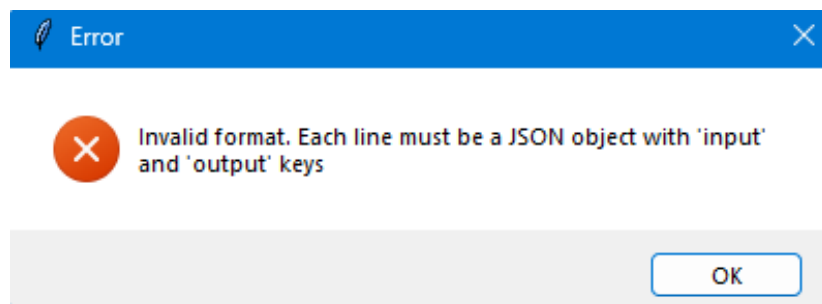 Error
Invalid format. Each line must be a JSON object with 'input'
and 'output' keys
OK